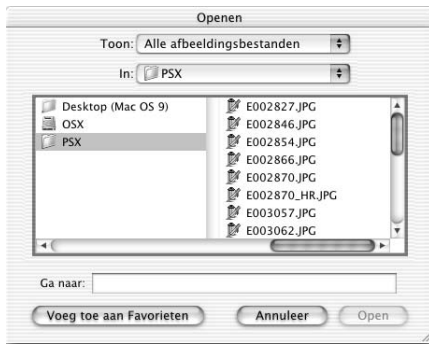 Openen
Toon: Alle afbeeldingsbestanden
In: PSX
Desktop (Mac OS 9)
OSX
PSX
E002827.JPG
E002846.JPG
E002854.JPG
E002866.JPG
E002870.JPG
E002870_HR.JPG
E003057.JPG
E003062.JPG
Ga naar:
Voeg toe aan Favorieten Annuleer Open